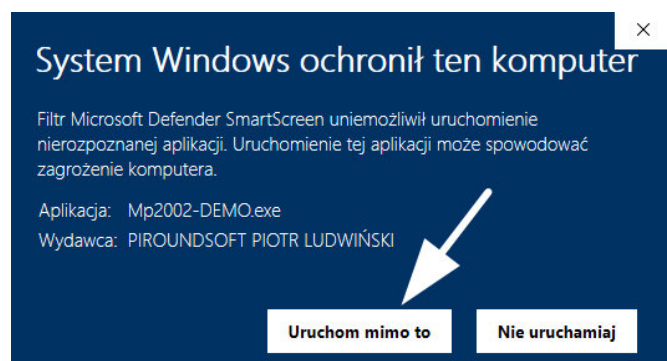 System Windows ochronił ten komputer
Filtr Microsoft Defender SmartScreen uniemożliwił uruchomienie
nierozpoznanej aplikacji. Uruchomienie tej aplikacji może spowodować
zagrożenie komputera.
Aplikacja: Mp2002-DEMO.exe
Wydawca: PIROUNDSOFT PIOTR LUDWIŃSKI
Uruchom mimo to Nie uruchamiaj